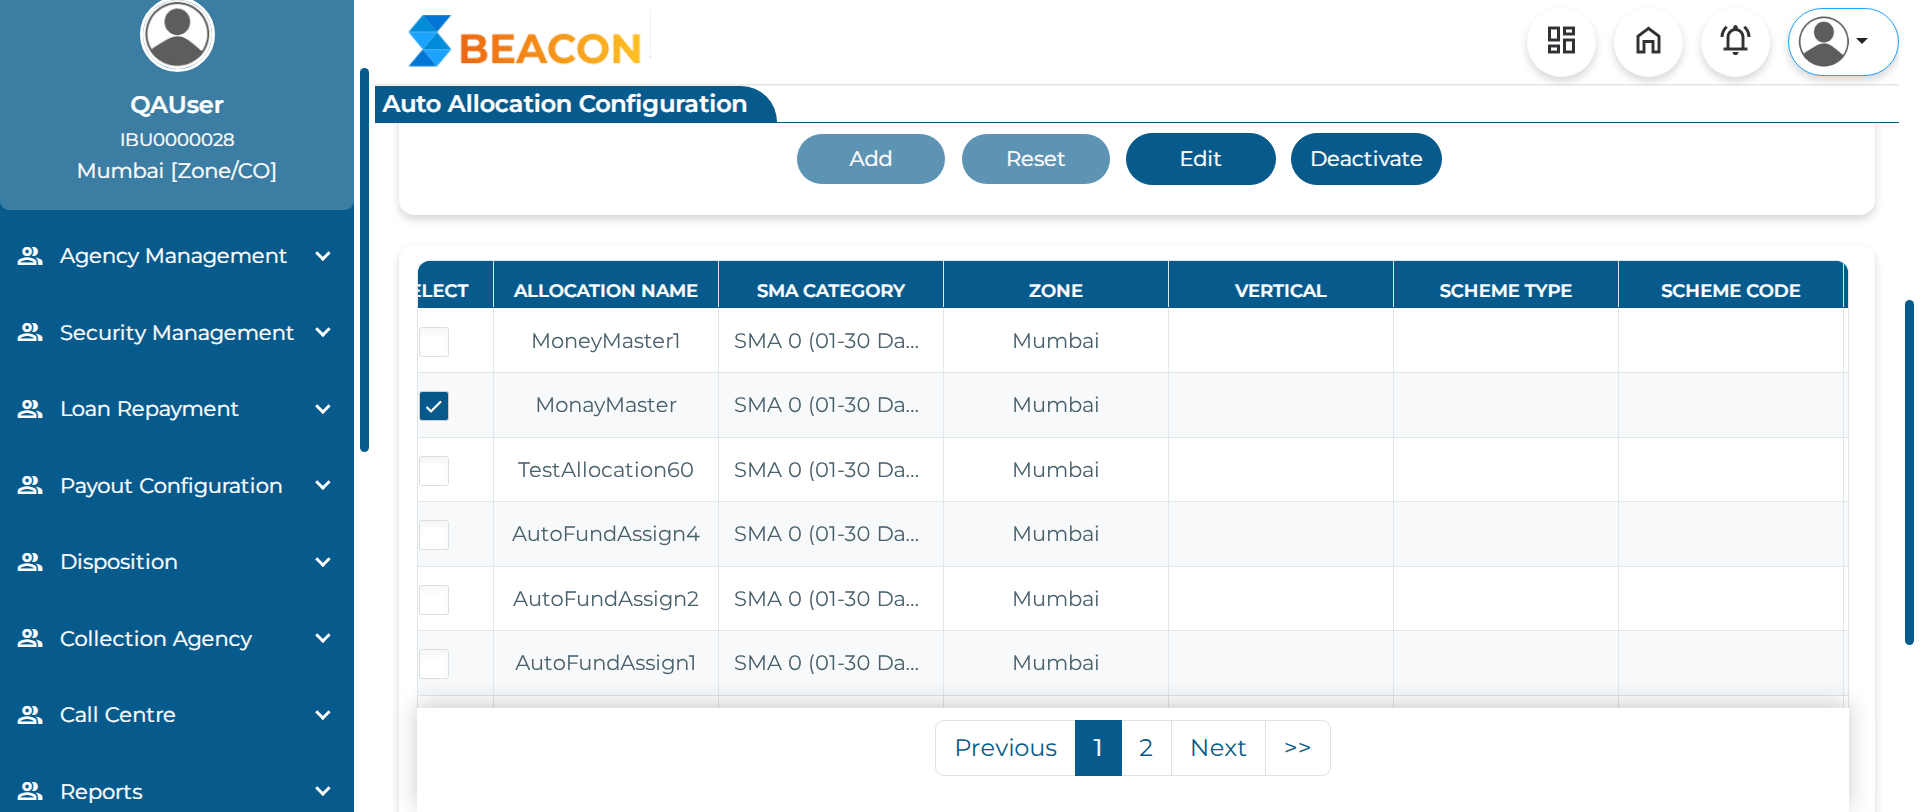 QAUser
IBU0000028
Mumbai [Zone/CO]
Agency Management
Security Management
Loan Repayment
Payout Configuration
Disposition
Collection Agency
Call Centre
Reports
BEACON
Auto Allocation Configuration
Add Reset Edit Deactivate
ELECT ALLOCATION NAME SMA CATEGORY ZONE VERTICAL SCHEME TYPE SCHEME CODE
MoneyMaster1 SMA 0 (01-30 Da... Mumbai
MonayMaster SMA 0 (01-30 Da... Mumbai
TestAllocation60 SMA 0 (01-30 Da... Mumbai
AutoFundAssign4 SMA 0 (01-30 Da... Mumbai
AutoFundAssign2 SMA 0 (01-30 Da... Mumbai
AutoFundAssign1 SMA 0 (01-30 Da... Mumbai
Previous 1 2 Next >>